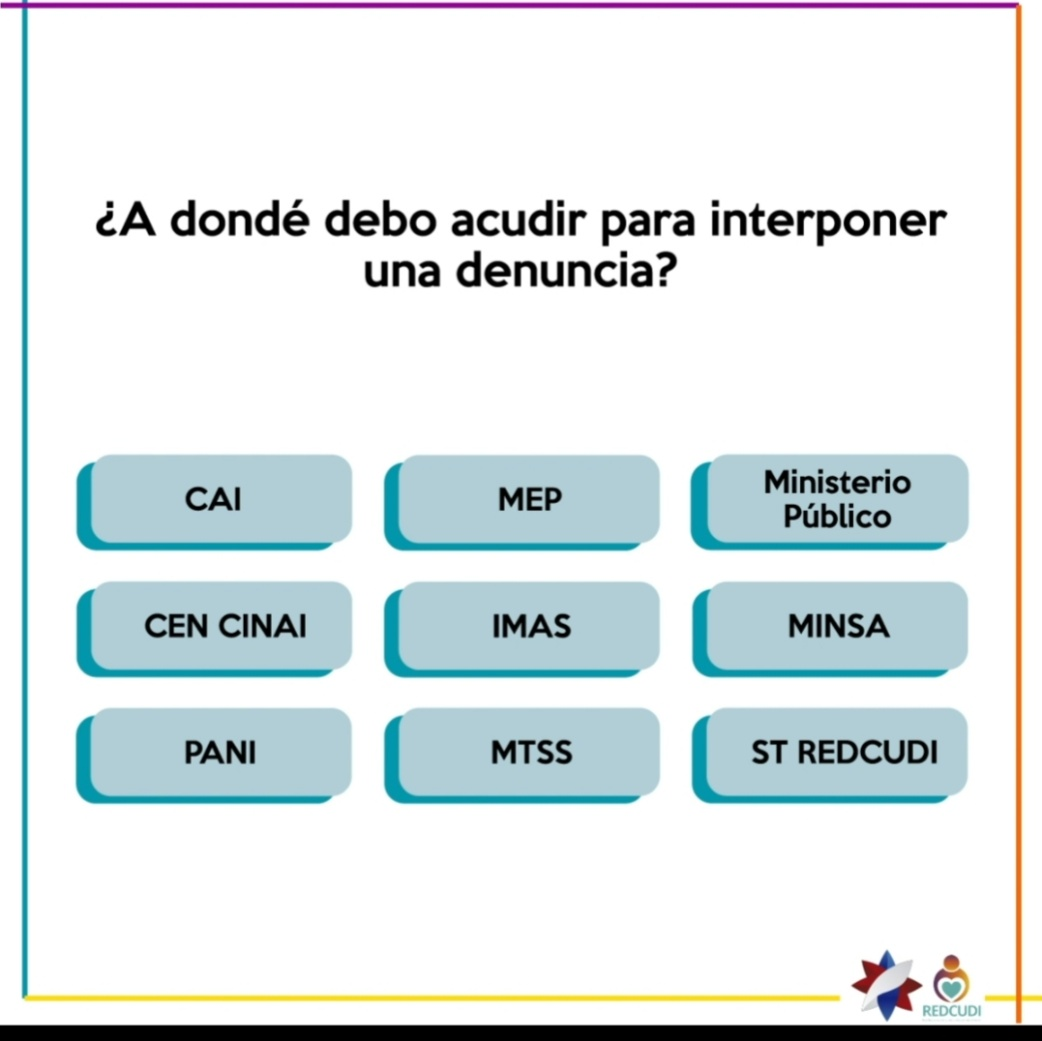 ¿A dondé debo acudir para interponer
una denuncia?
CAI
MEP
Ministerio
Público
CEN CINAI
IMAS
MINSA
PANI
MTSS
ST REDCUDI
REDCUDI